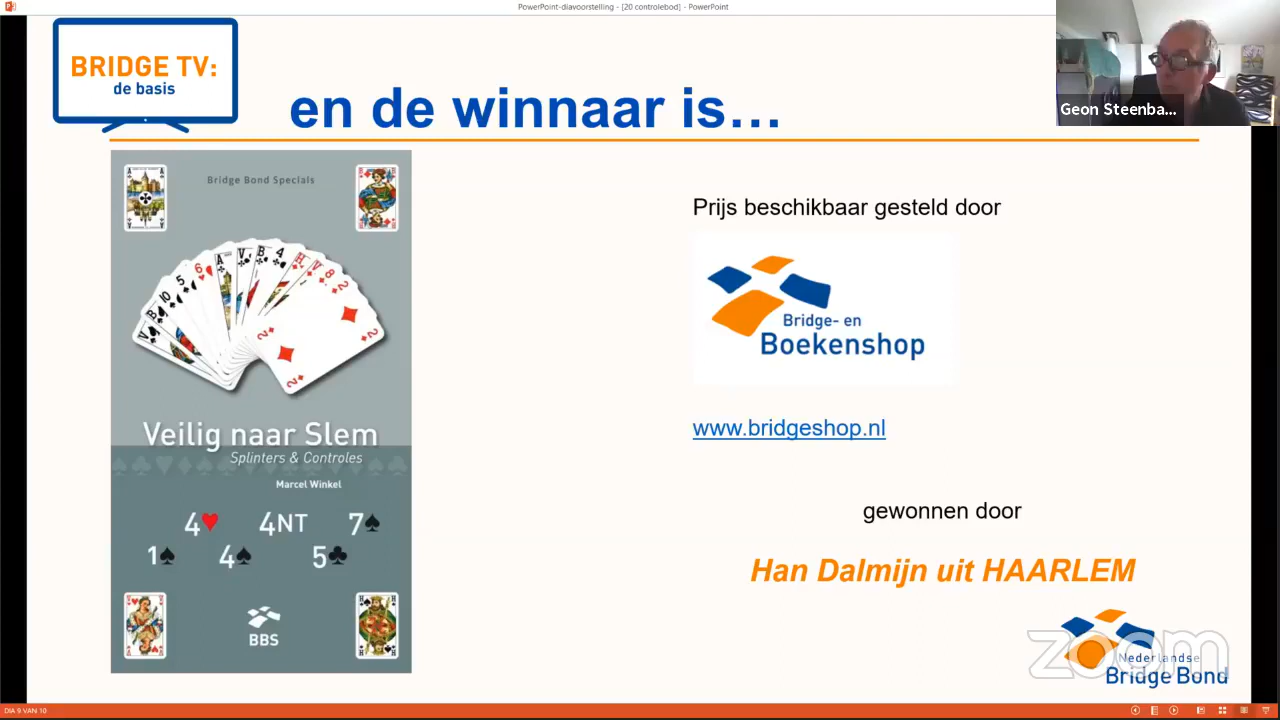 PowerPoint-diavoorstelling - [20 controlebod] - PowerPoint
BRIDGE TV:
de basis
en de winnaar is...
Geon Steenba...
Bridge Bond Specials
Veilig naar Slem
Splinters & Controles
Marcel Winkel
4♥ 4NT 7♠
1♠ 4♠ 5♣
BBS
Prijs beschikbaar gesteld door
Bridge- en
Boekenshop
www.bridgeshop.nl
gewonnen door
Han Dalmijn uit HAARLEM
zoom
Nederlandse
Bridge Bond
DIA 9 VAN 10